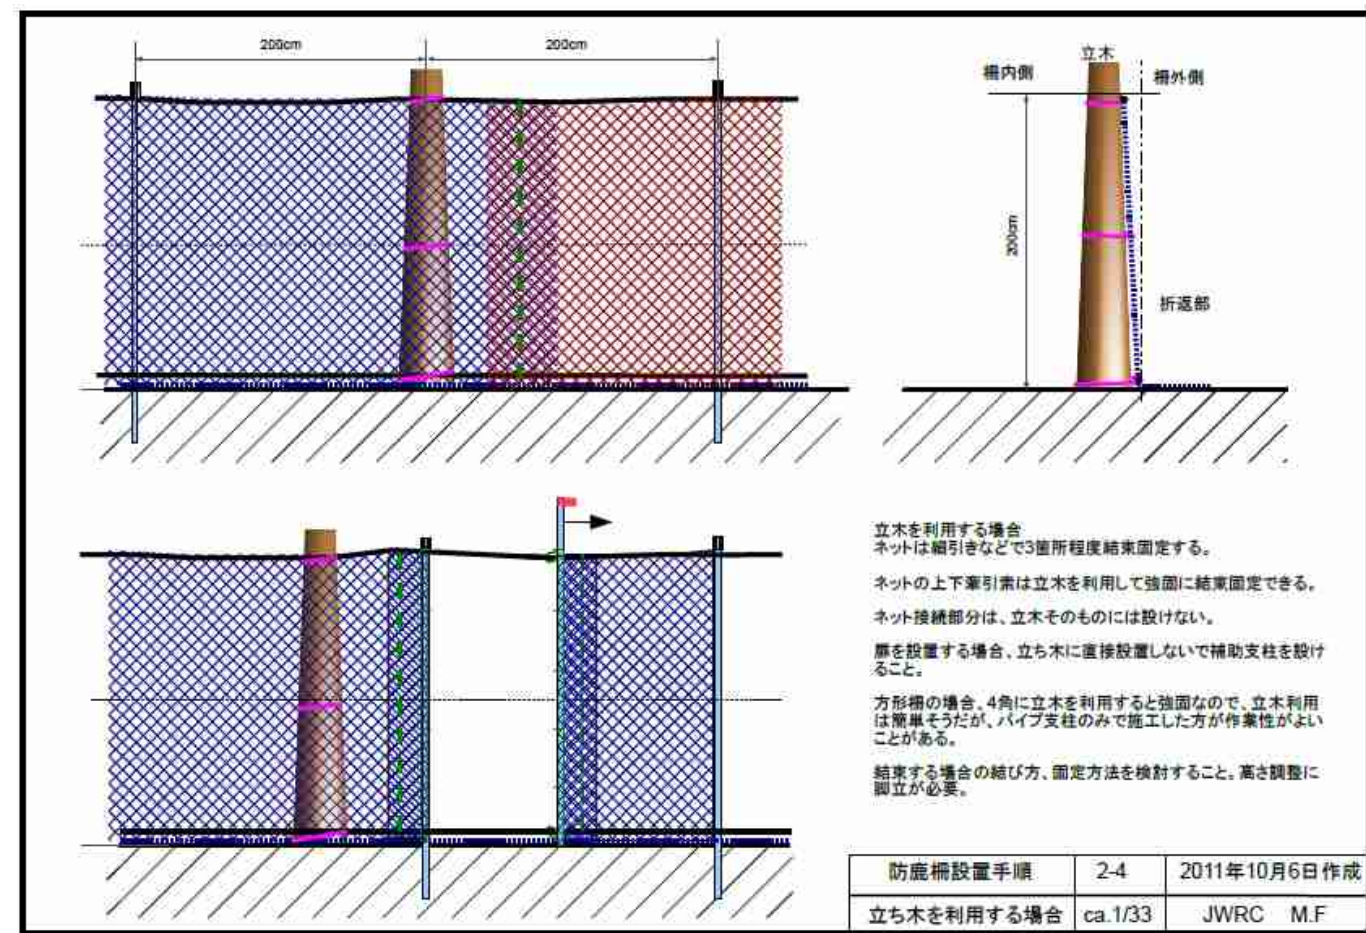 200cm
200cm
立木
柵内側
柵外側
200cm
折返部
立木を利用する場合
ネットは細引きなどで3箇所程度結束固定する。
ネットの上下牽引素は立木を利用して強固に結束固定できる。
ネット接続部分は、立木そのものには設けない。
扉を設置する場合、立ち木に直接設置しないで補助支柱を設け
ること。
方形柵の場合、4角に立木を利用すると強固なので、立木利用
は簡単そうだが、パイプ支柱のみで施工した方が作業性がよい
ことがある。
結束する場合の結び方、固定方法を検討すること。高さ調整に
脚立が必要。
防鹿柵設置手順
2-4
2011年10月6日作成
立ち木を利用する場合
ca.1/33
JWRC M.F